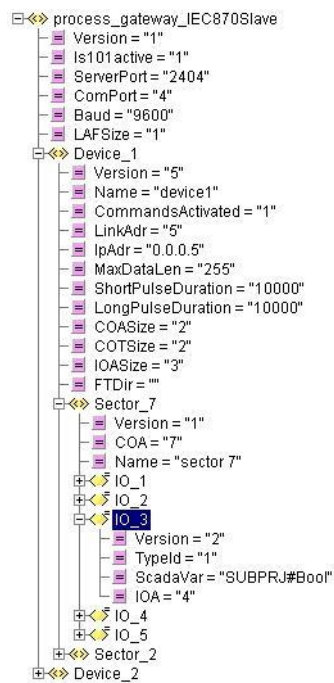 process_gateway_IEC870Slave
Version = "1"
Is101active = "1"
ServerPort = "2404"
ComPort = "4"
Baud = "9600"
LAFSize = "1"
Device_1
Version = "5"
Name = "device1"
CommandsActivated = "1"
LinkAdr = "5"
IpAdr = "0.0.0.5"
MaxDataLen = "255"
ShortPulseDuration = "10000"
LongPulseDuration = "10000"
COASize = "2"
COTSize = "2"
IOASize = "3"
FTDir = ""
Sector_7
Version = "1"
COA = "7"
Name = "sector 7"
IO_1
IO_2
IO_3
Version = "2"
TypeId = "1"
ScadaVar = "SUBPRJ#Bool"
IOA = "4"
IO_4
IO_5
Sector_2
Device_2